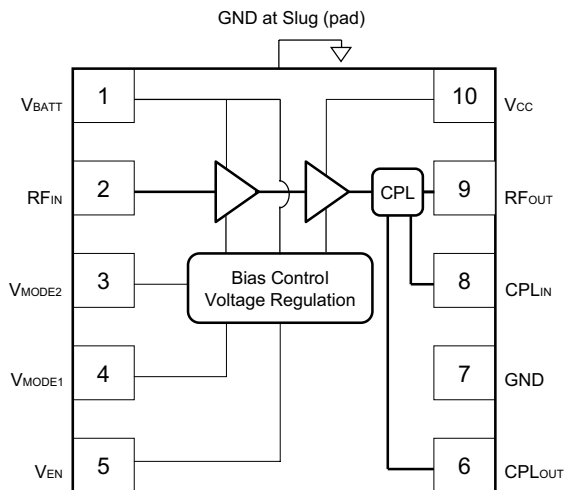 GND at Slug (pad)
VBATT 1 10 VCC
RFIN 2 CPL 9 RFOUT
VMODE2 3 Bias Control 8 CPLIN
Voltage Regulation
VMODE1 4 7 GND
VEN 5 6 CPLOUT